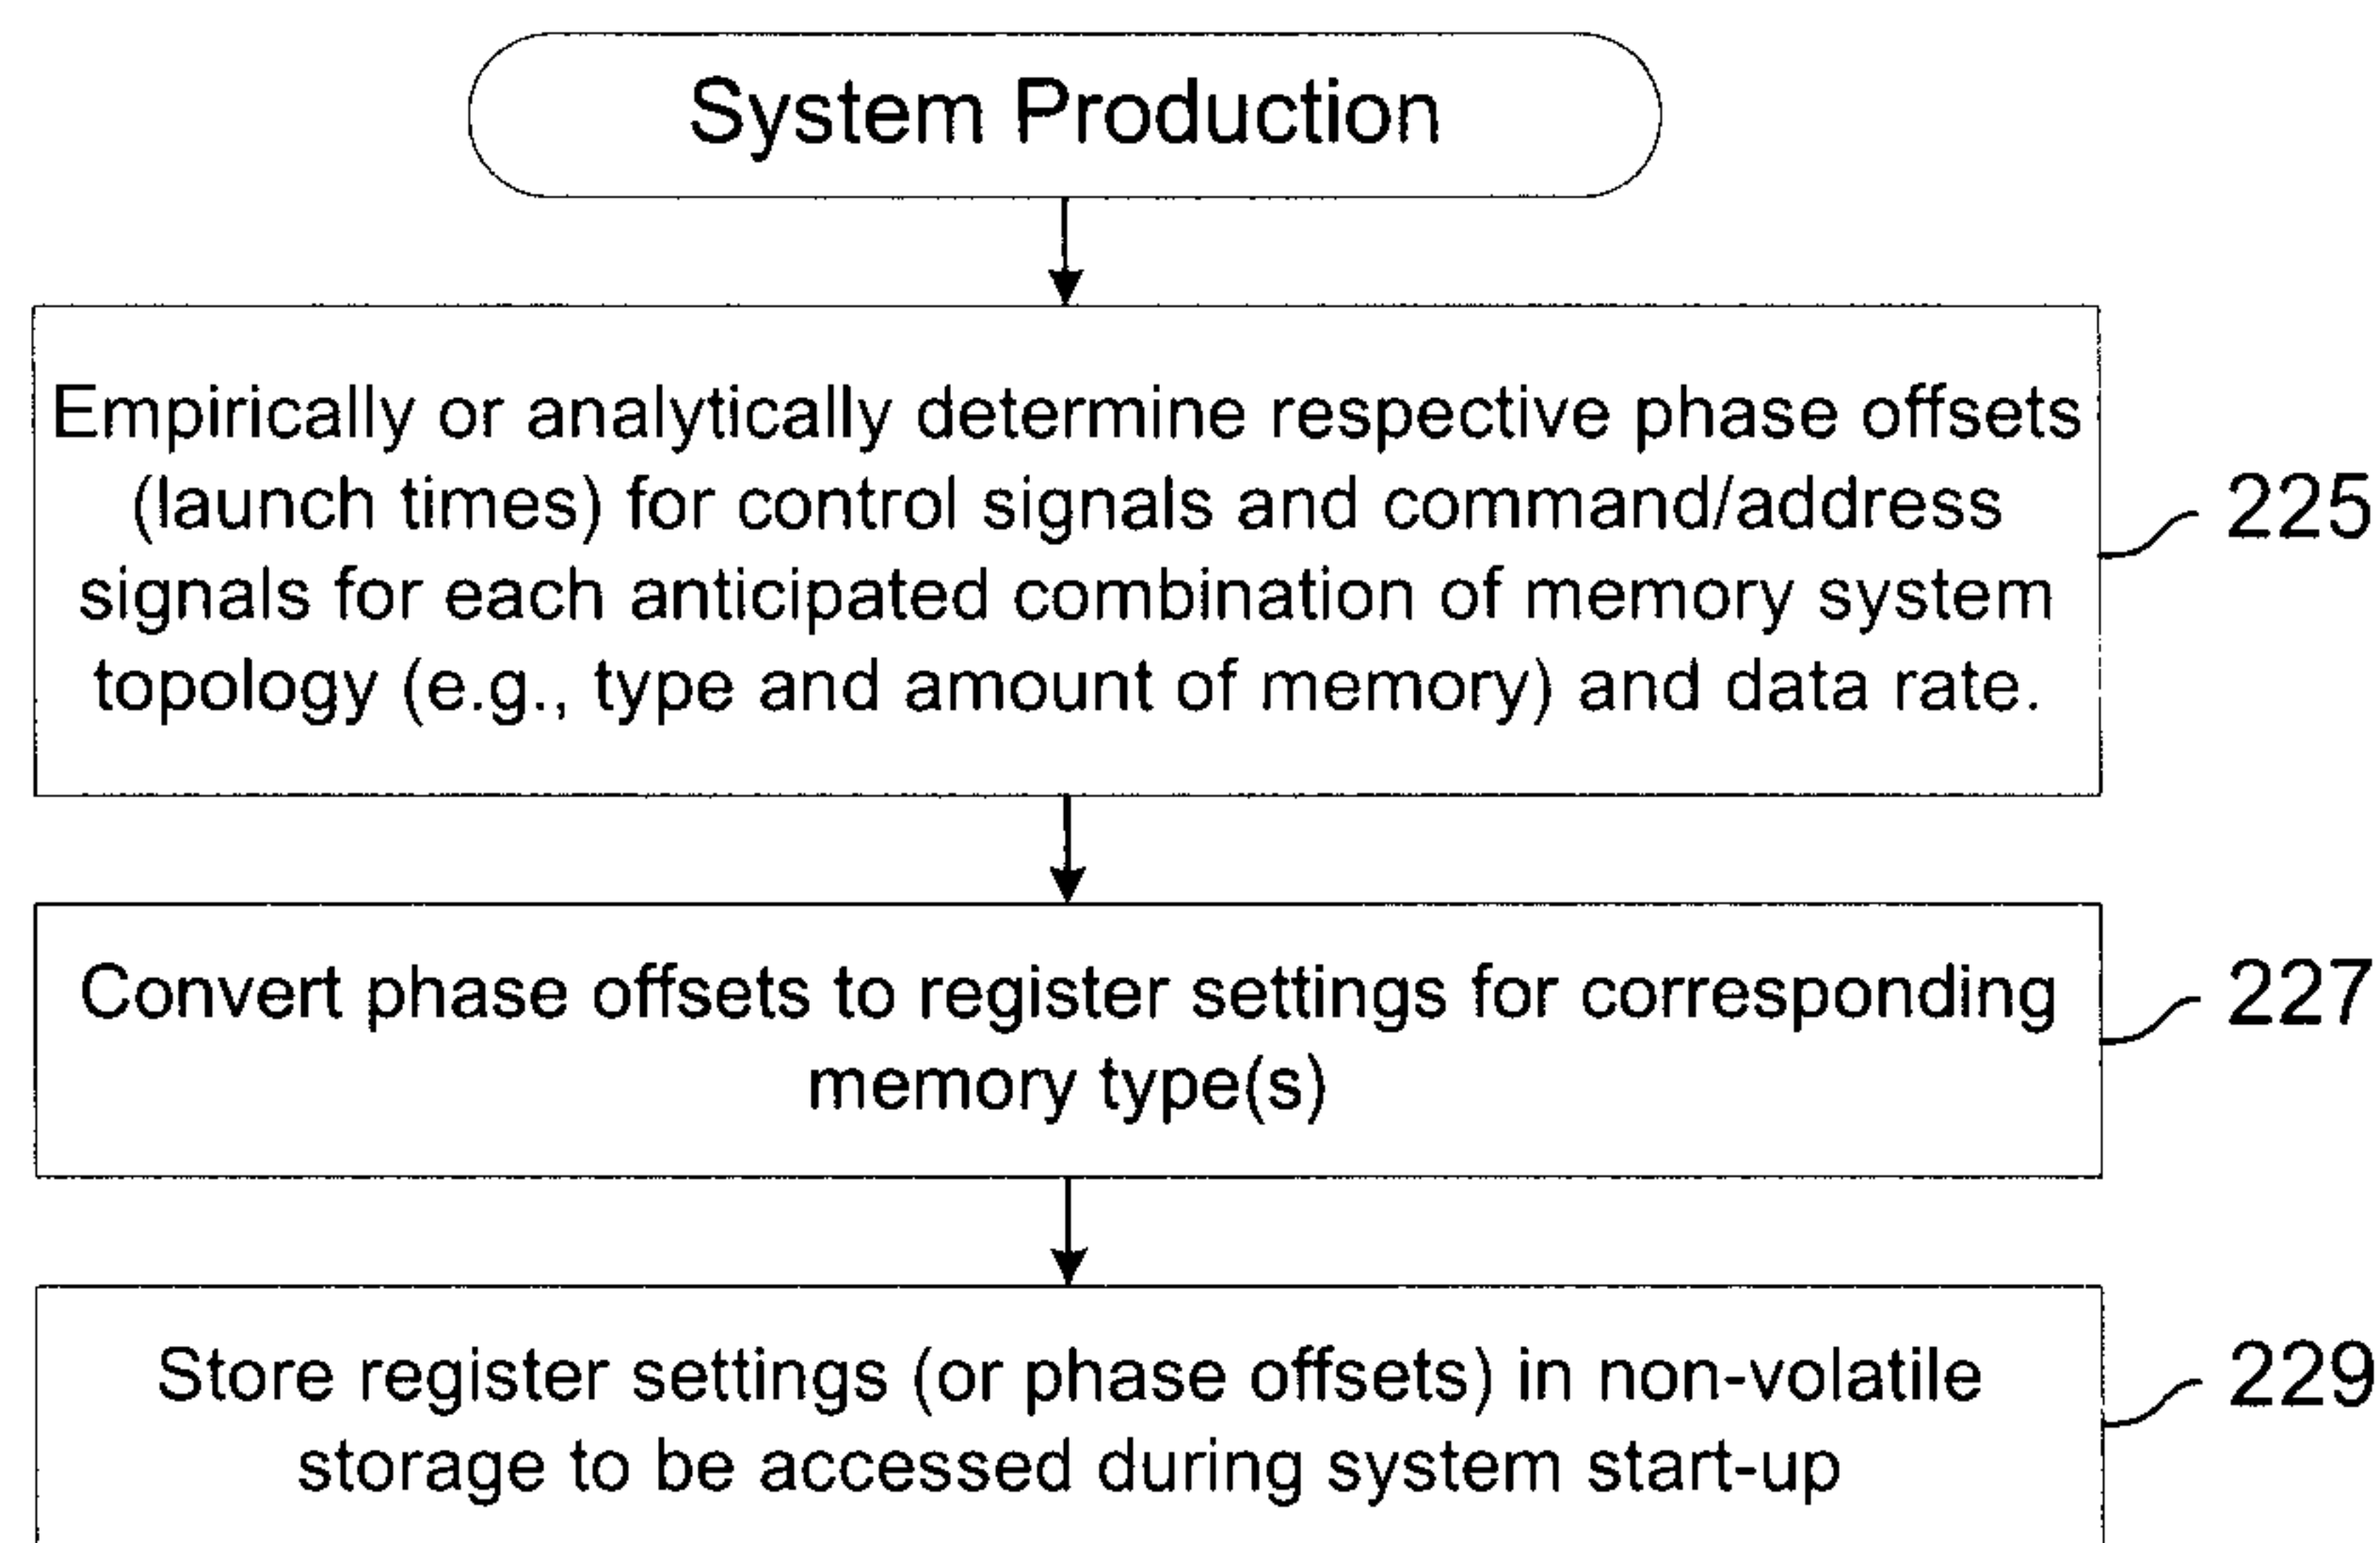 System Production
Empirically or analytically determine respective phase offsets
(launch times) for control signals and command/address
signals for each anticipated combination of memory system
topology (e.g., type and amount of memory) and data rate.
225
Convert phase offsets to register settings for corresponding
memory type(s)
227
Store register settings (or phase offsets) in non-volatile
storage to be accessed during system start-up
229